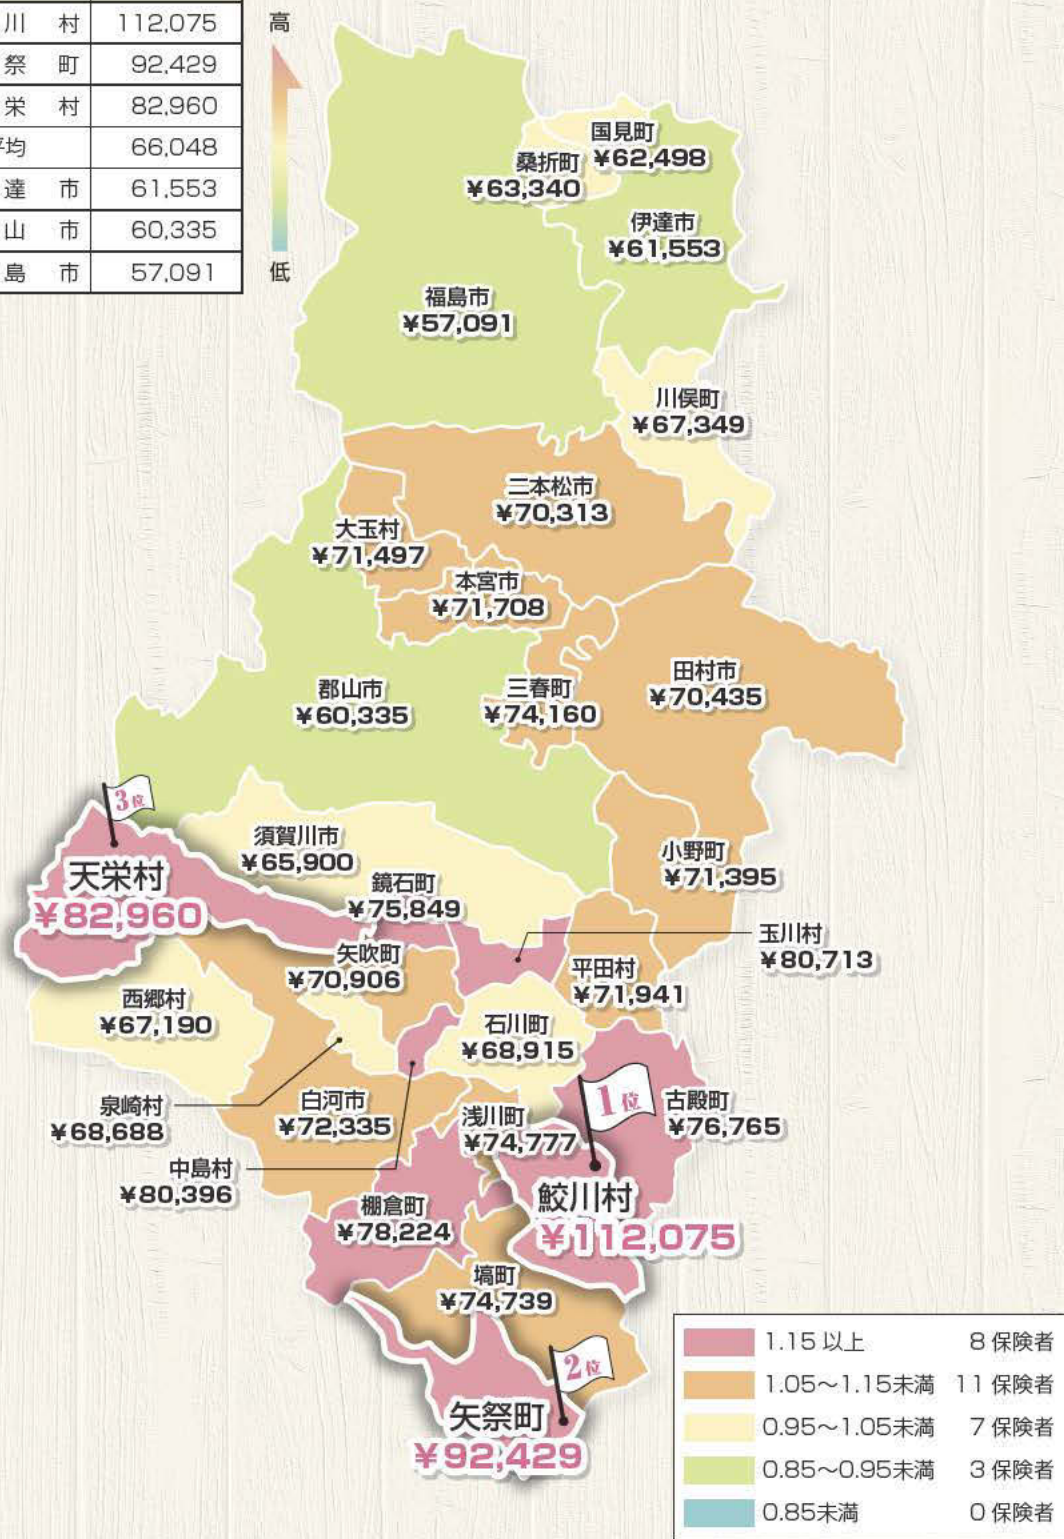 川 村 112,075
祭 町 92,429
栄 村 82,960
均 66,048
達 市 61,553
山 市 60,335
島 市 57,091
高
低
国見町
¥62,498
桑折町
¥63,340
伊達市
¥61,553
福島市
¥57,091
川俣町
¥67,349
二本松市
¥70,313
大玉村
¥71,497
本宮市
¥71,708
田村市
¥70,435
郡山市
¥60,335
三春町
¥74,160
3位
天栄村
¥82,960
須賀川市
¥65,900
鏡石町
¥75,849
小野町
¥71,395
玉川村
¥80,713
矢吹町
¥70,906
平田村
¥71,941
西郷村
¥67,190
石川町
¥68,915
泉崎村
¥68,688
白河市
¥72,335
浅川町
¥74,777
1位
古殿町
¥76,765
中島村
¥80,396
棚倉町
¥78,224
鮫川村
¥112,075
塙町
¥74,739
2位
矢祭町
¥92,429
1.15 以上 8 保険者
1.05～1.15未満 11 保険者
0.95～1.05未満 7 保険者
0.85～0.95未満 3 保険者
0.85未満 0 保険者